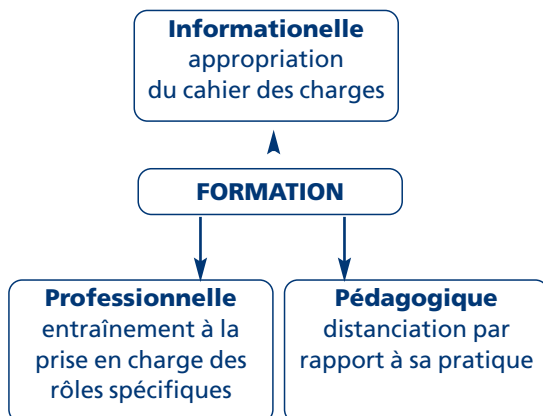 Informationelle
appropriation
du cahier des charges
FORMATION
Professionnelle
entraînement à la
prise en charge des
rôles spécifiques
Pédagogique
distanciation par
rapport à sa pratique